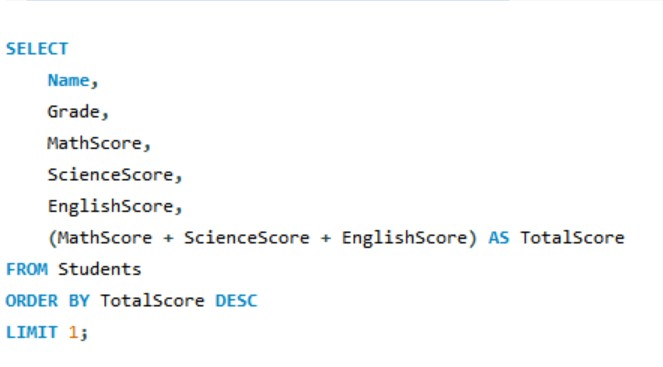 SELECT
    Name,
    Grade,
    MathScore,
    ScienceScore,
    EnglishScore,
    (MathScore + ScienceScore + EnglishScore) AS TotalScore
FROM Students
ORDER BY TotalScore DESC
LIMIT 1;